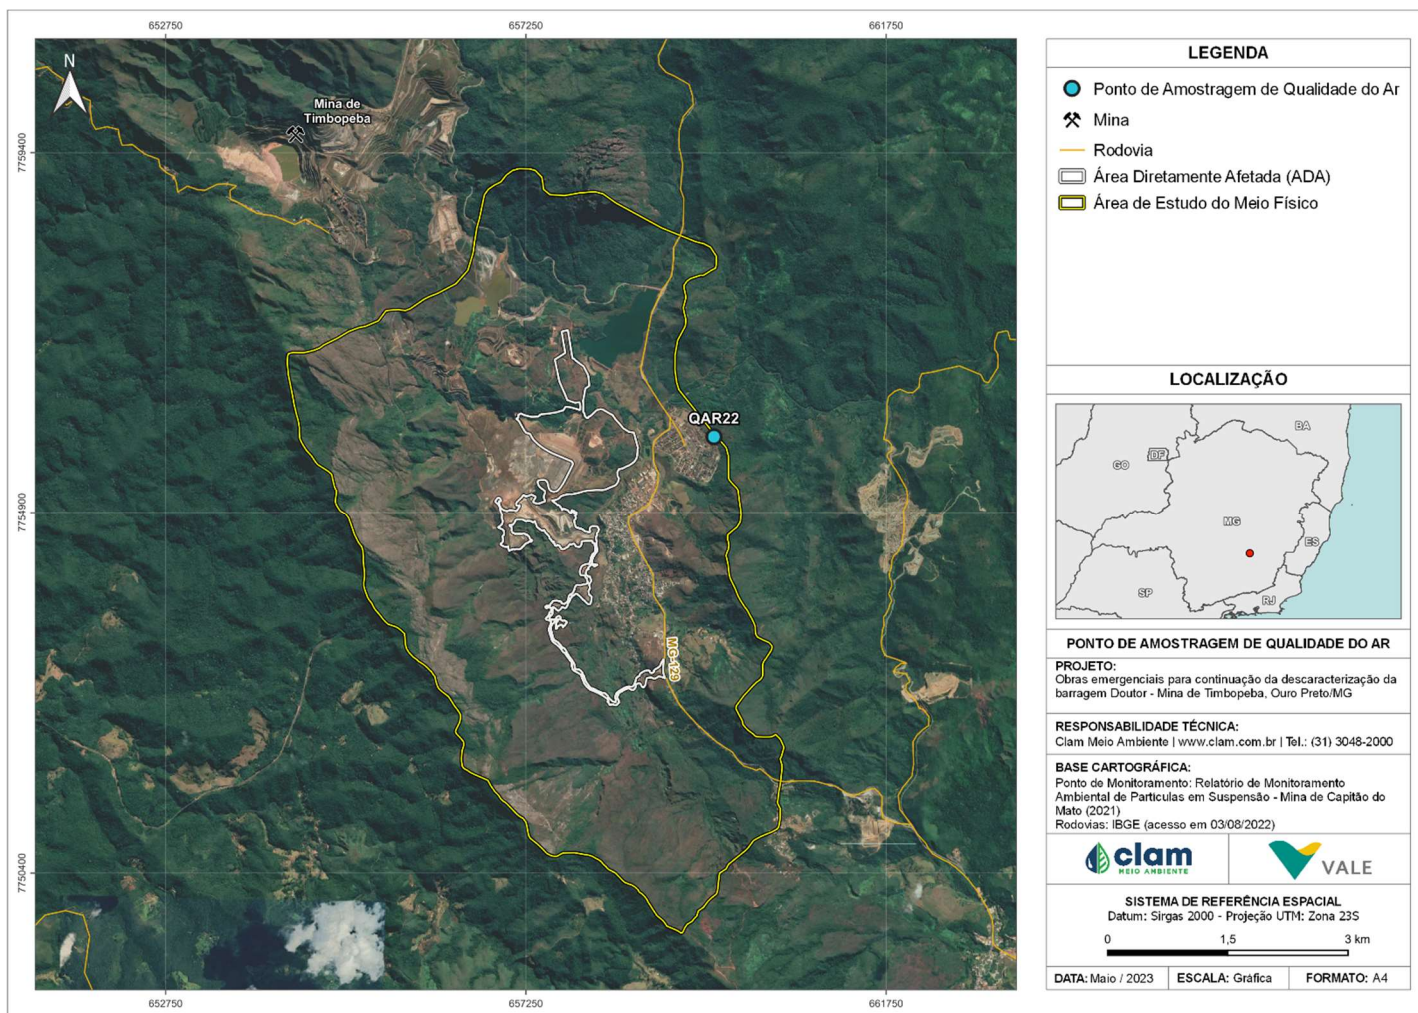 652750
657250
661750
7759400
7754900
7750400
N
Mina de
Timbopeba
QAR22
MG-129
652750
657250
661750
LEGENDA
Ponto de Amostragem de Qualidade do Ar
Mina
Rodovia
Área Diretamente Afetada (ADA)
Área de Estudo do Meio Físico
LOCALIZAÇÃO
BA
GO
DF
MG
ES
SP
RJ
PONTO DE AMOSTRAGEM DE QUALIDADE DO AR
PROJETO:
Obras emergenciais para continuação da descaracterização da
barragem Doutor - Mina de Timbopeba, Ouro Preto/MG
RESPONSABILIDADE TÉCNICA:
Clam Meio Ambiente | www.clam.com.br | Tel.: (31) 3048-2000
BASE CARTOGRÁFICA:
Ponto de Monitoramento: Relatório de Monitoramento
Ambiental de Partículas em Suspensão - Mina de Capitão do
Mato (2021)
Rodovias: IBGE (acesso em 03/08/2022)
clam
MEIO AMBIENTE
VALE
SISTEMA DE REFERÊNCIA ESPACIAL
Datum: Sirgas 2000 - Projeção UTM: Zona 23S
0 1,5 3 km
DATA: Maio / 2023 ESCALA: Gráfica FORMATO: A4